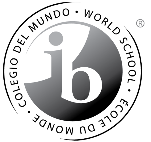 COLEGIO DEL MUNDO · WORLD SCHOOL · ÉCOLE DU MONDE ·
ib
®